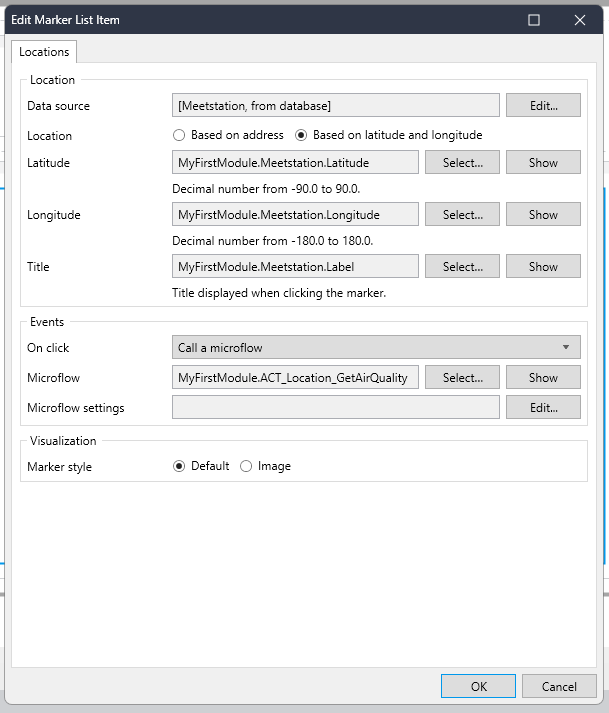 Edit Marker List Item
Locations
Location
Data source [Meetstation, from database] Edit...
Location Based on address Based on latitude and longitude
Latitude MyFirstModule.Meetstation.Latitude Select... Show
Decimal number from -90.0 to 90.0.
Longitude MyFirstModule.Meetstation.Longitude Select... Show
Decimal number from -180.0 to 180.0.
Title MyFirstModule.Meetstation.Label Select... Show
Title displayed when clicking the marker.
Events
On click Call a microflow
Microflow MyFirstModule.ACT_Location_GetAirQuality Select... Show
Microflow settings Edit...
Visualization
Marker style Default Image
OK Cancel